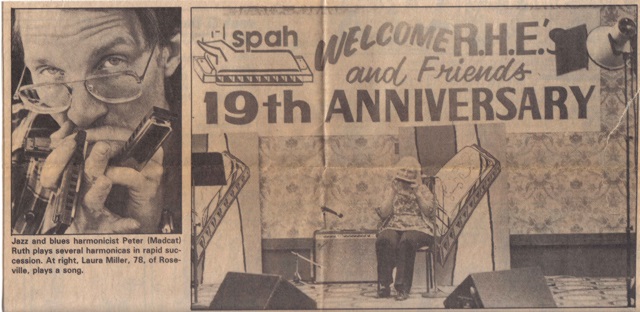 spah
WELCOME R.H.E.'s
and Friends
19th ANNIVERSARY
Jazz and blues harmonicist Peter (Madcat)
Ruth plays several harmonicas in rapid suc-
cession. At right, Laura Miller, 78, of Rose-
ville, plays a song.